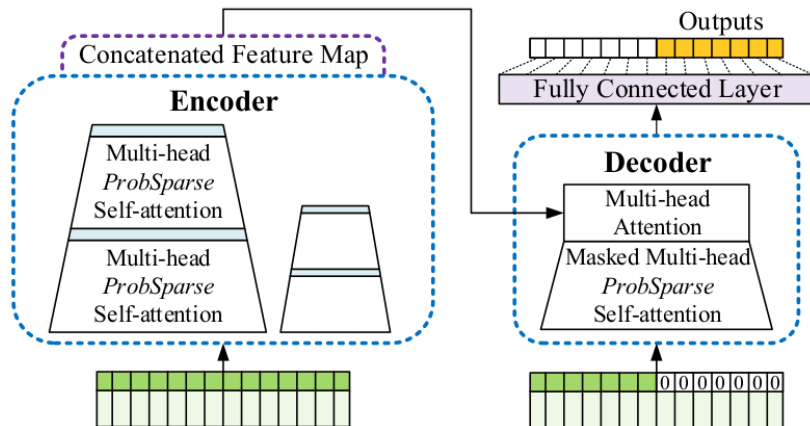 Concatenated Feature Map
Encoder
Multi-head
ProbSparse
Self-attention
Multi-head
ProbSparse
Self-attention
Outputs
Fully Connected Layer
Decoder
Multi-head
Attention
Masked Multi-head
ProbSparse
Self-attention
0 0 0 0 0 0 0